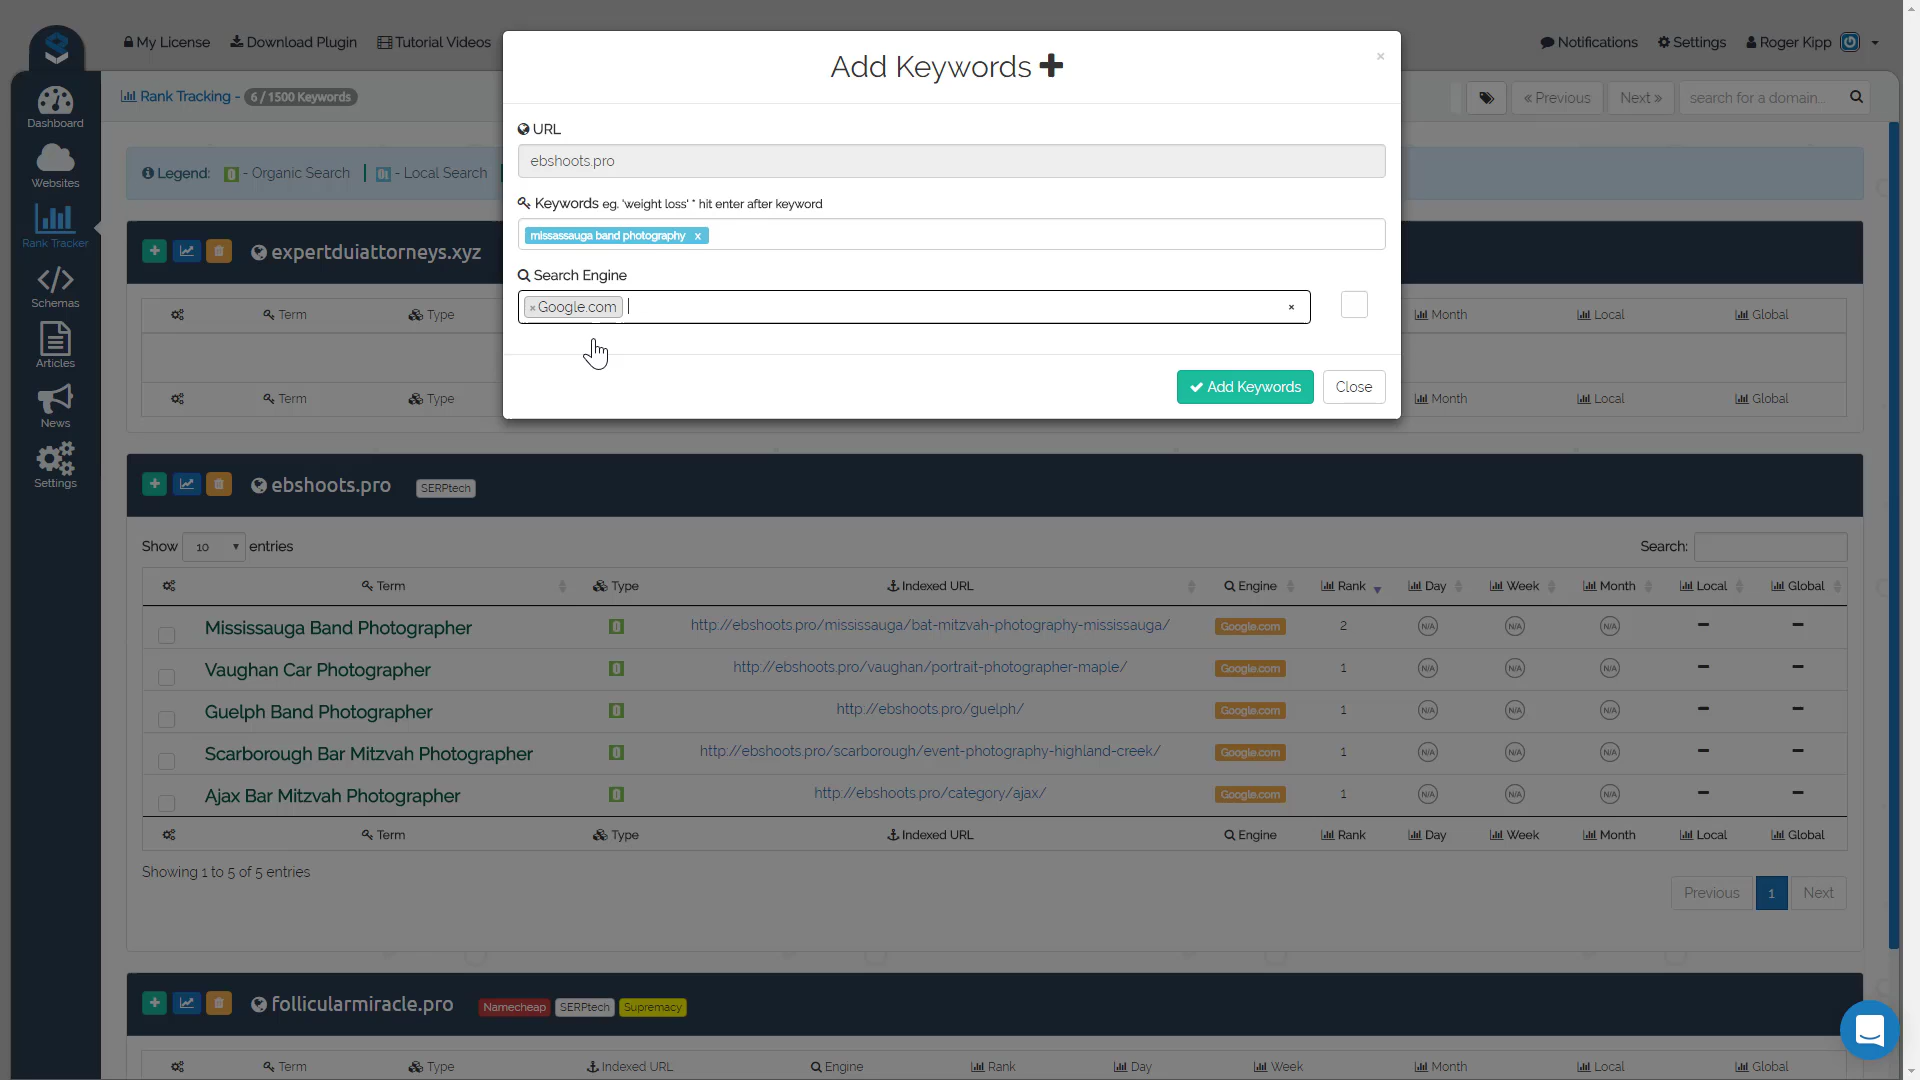 My License Download Plugin Tutorial Videos Notifications Settings Roger Kipp
Rank Tracking - 6 / 1500 Keywords « Previous Next » search for a domain...
Dashboard
Websites
Rank Tracker
Schemas
Articles
News
Settings
Add Keywords
×
URL
ebshoots.pro
Keywords eg. 'weight loss' * hit enter after keyword
missassauga band photography x
Search Engine
× Google.com ×
Add Keywords Close
Legend: 0 - Organic Search 01 - Local Search
expertduiattorneys.xyz
Term Type Month Local Global
Term Type Month Local Global
ebshoots.pro SERPtech
Show 10 entries Search:
Term Type Indexed URL Engine Rank Day Week Month Local Global
Mississauga Band Photographer 0 http://ebshoots.pro/mississauga/bat-mitzvah-photography-mississauga/ Google.com 2 N/A N/A N/A
Vaughan Car Photographer 0 http://ebshoots.pro/vaughan/portrait-photographer-maple/ Google.com 1 N/A N/A N/A
Guelph Band Photographer 0 http://ebshoots.pro/guelph/ Google.com 1 N/A N/A N/A
Scarborough Bar Mitzvah Photographer 0 http://ebshoots.pro/scarborough/event-photography-highland-creek/ Google.com 1 N/A N/A N/A
Ajax Bar Mitzvah Photographer 0 http://ebshoots.pro/category/ajax/ Google.com 1 N/A N/A N/A
Term Type Indexed URL Engine Rank Day Week Month Local Global
Showing 1 to 5 of 5 entries
Previous 1 Next
follicularmiracle.pro Namecheap SERPtech Supremacy
Term Type Indexed URL Engine Rank Day Week Month Local Global